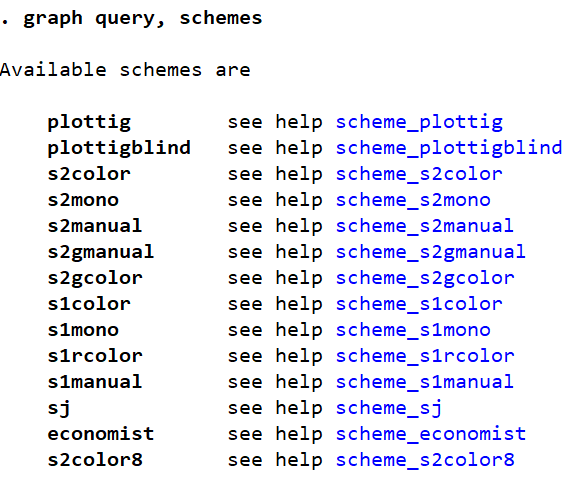 . graph query, schemes
Available schemes are
plottig see help scheme_plottig
plottigblind see help scheme_plottigblind
s2color see help scheme_s2color
s2mono see help scheme_s2mono
s2manual see help scheme_s2manual
s2gmanual see help scheme_s2gmanual
s2gcolor see help scheme_s2gcolor
s1color see help scheme_s1color
s1mono see help scheme_s1mono
s1rcolor see help scheme_s1rcolor
s1manual see help scheme_s1manual
sj see help scheme_sj
economist see help scheme_economist
s2color8 see help scheme_s2color8